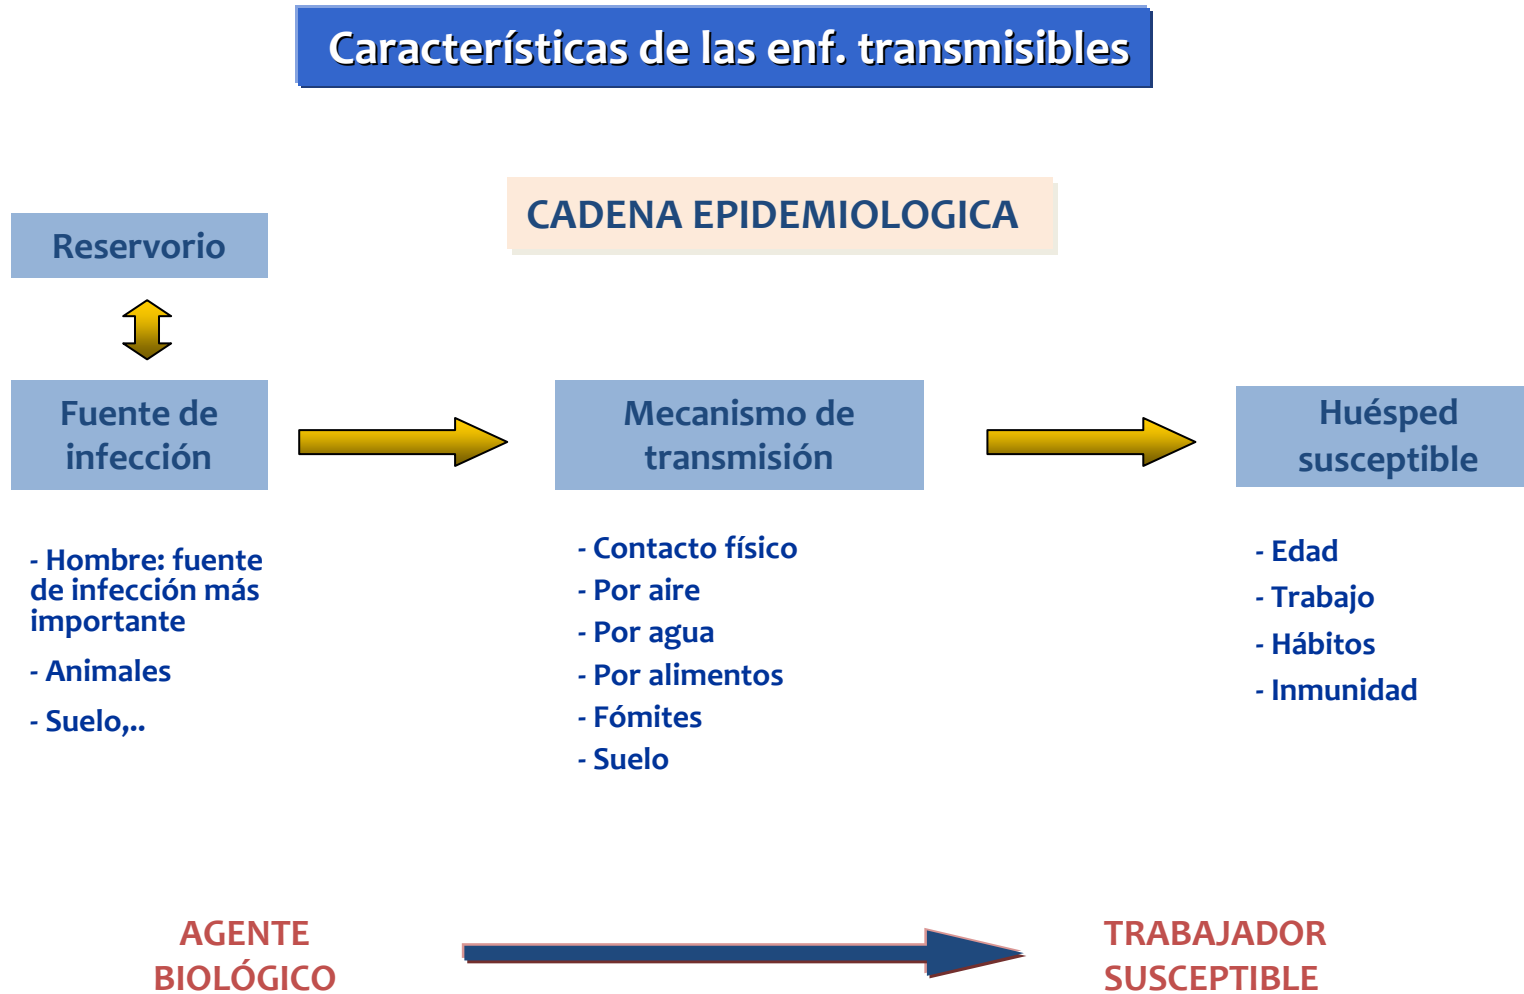 Características de las enf. transmisibles
CADENA EPIDEMIOLOGICA
Reservorio
Fuente de
infección
Mecanismo de
transmisión
Huésped
susceptible
- Hombre: fuente
de infección más
importante
- Animales
- Suelo,..
- Contacto físico
- Por aire
- Por agua
- Por alimentos
- Fómites
- Suelo
- Edad
- Trabajo
- Hábitos
- Inmunidad
AGENTE
BIOLÓGICO
TRABAJADOR
SUSCEPTIBLE